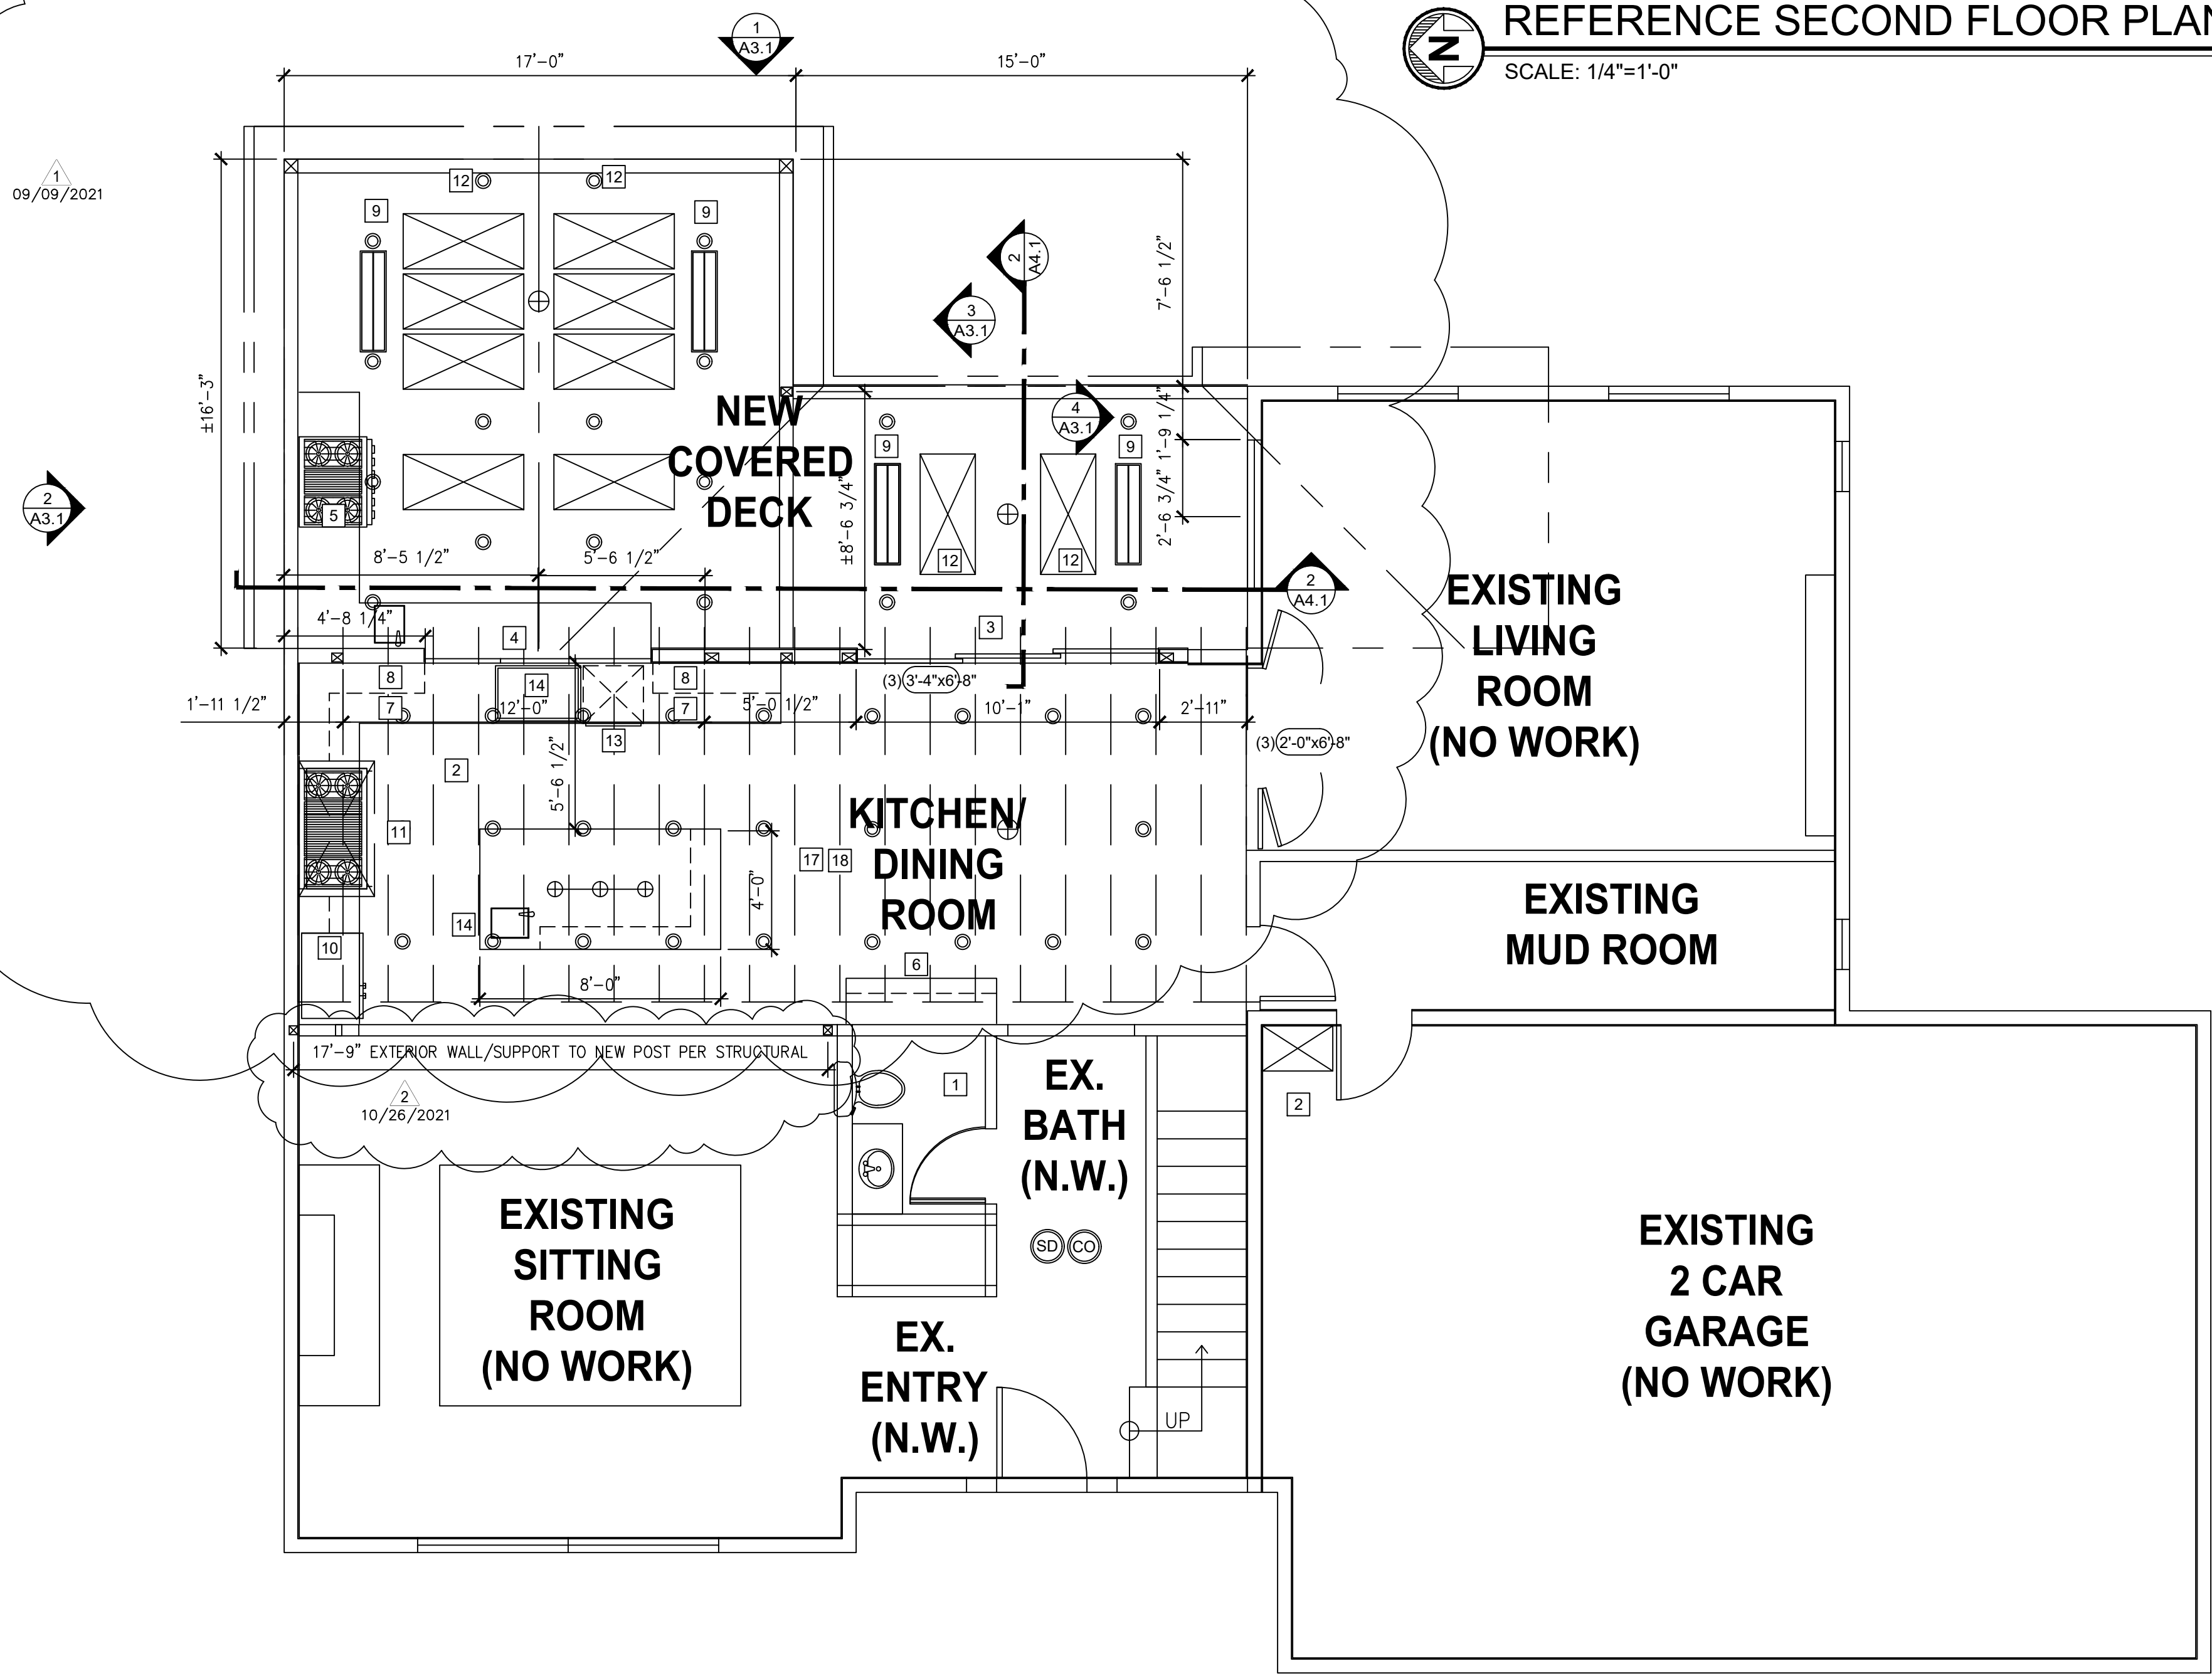 REFERENCE SECOND FLOOR PLAN
N
SCALE: 1/4"=1'-0"
1
A3.1
17'-0"
15'-0"
1
09/09/2021
12
12
9
9
2
A4.1
3
A3.1
7'-6 1/2"
±16'-3"
NEW
COVERED
DECK
4
A3.1
1'-9 1/4"
9
9
2
A3.1
5
±8'-6 3/4"
2'-6 3/4"
12
12
8'-5 1/2"
5'-6 1/2"
2
A4.1
EXISTING
LIVING
ROOM
(NO WORK)
4'-8 1/4"
4
3
8
14
8
(3) 3'-4"x6'-8"
1'-11 1/2"
7
12'-0"
7
5'-0 1/2"
10'-1"
2'-11"
13
(3) 2'-0"x6'-8"
2
5'-6 1/2"
KITCHEN/
DINING
ROOM
11
17
18
4'-0"
EXISTING
MUD ROOM
14
10
6
8'-0"
17'-9" EXTERIOR WALL/SUPPORT TO NEW POST PER STRUCTURAL
2
10/26/2021
1
EX.
BATH
(N.W.)
2
EXISTING
SITTING
ROOM
(NO WORK)
SD
CO
EXISTING
2 CAR
GARAGE
(NO WORK)
EX.
ENTRY
(N.W.)
UP